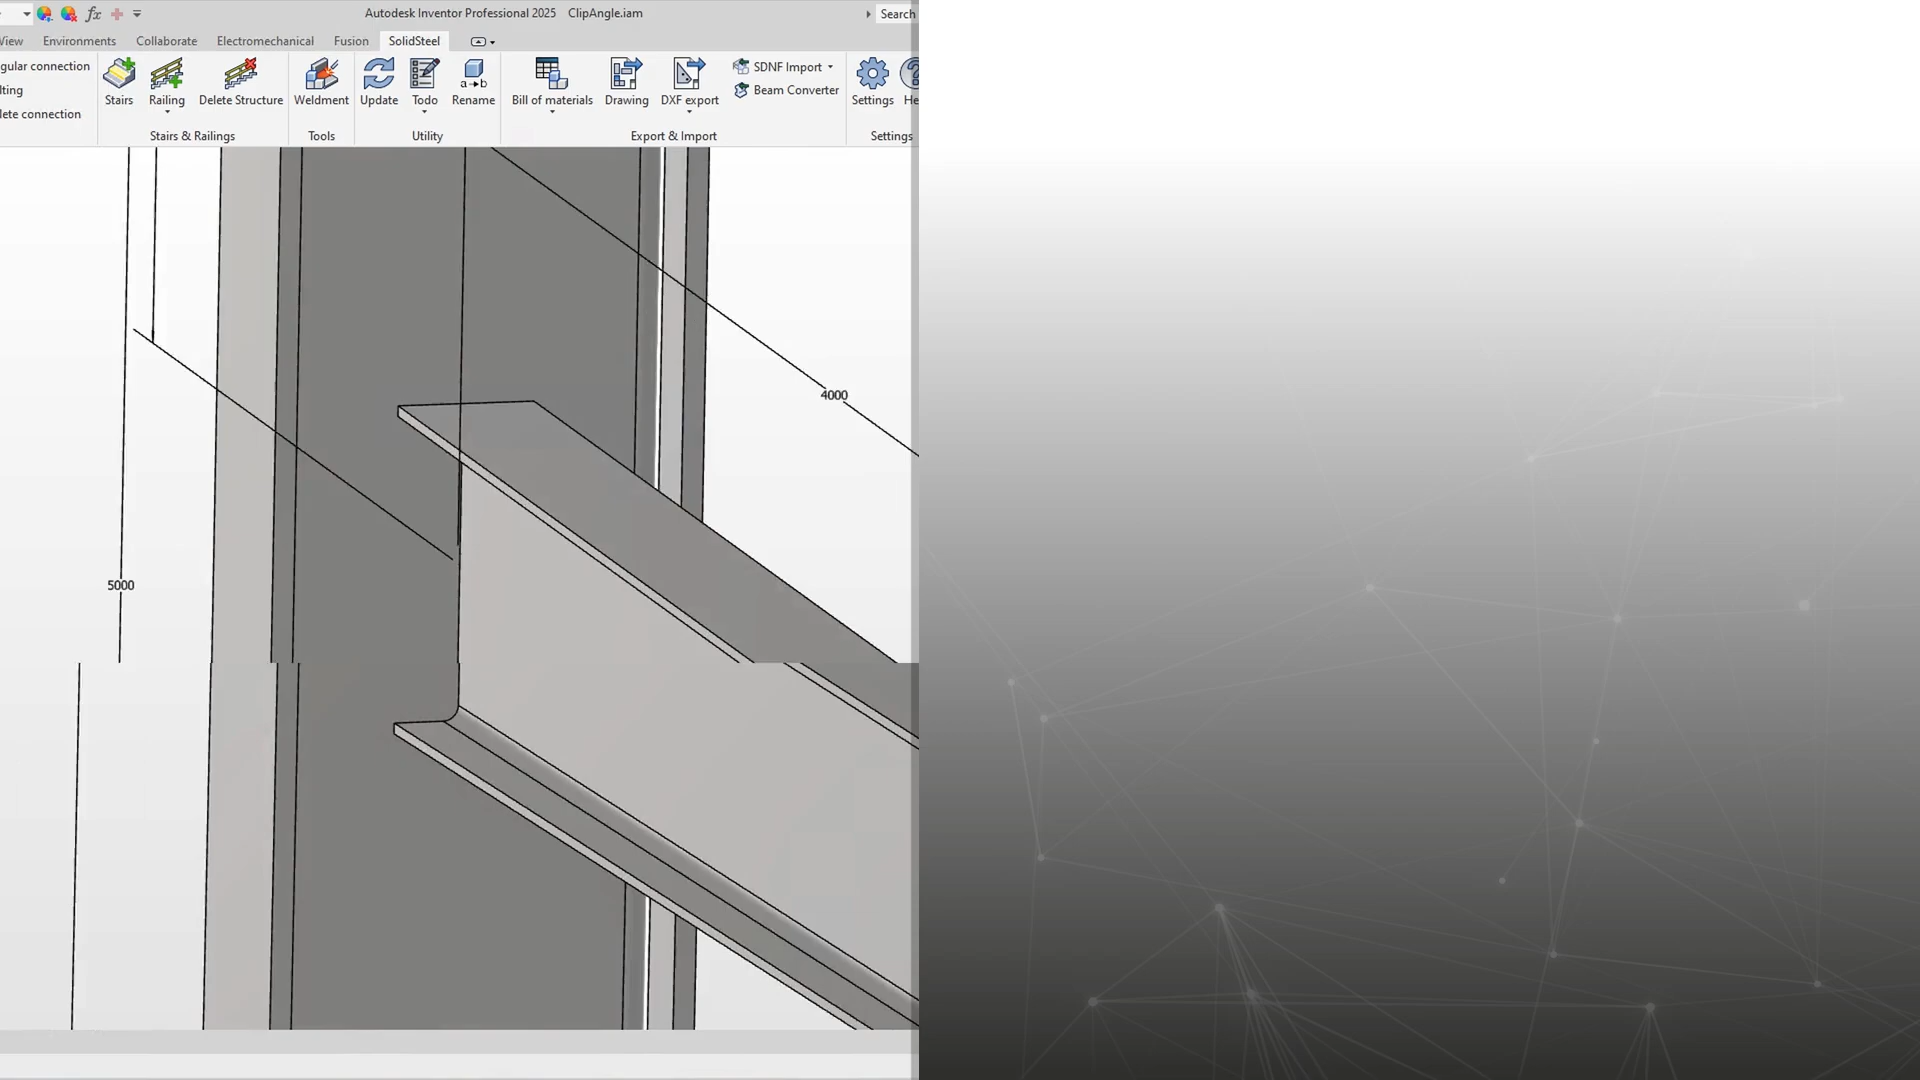 Autodesk Inventor Professional 2025 ClipAngle.iam
Search
View Environments Collaborate Electromechanical Fusion SolidSteel
gular connection
lting
lete connection
Stairs Railing Delete Structure
Stairs & Railings
Weldment
Tools
Update Todo Rename
Utility
Bill of materials Drawing DXF export
SDNF Import
Beam Converter
Export & Import
Settings He
Settings
4000
5000